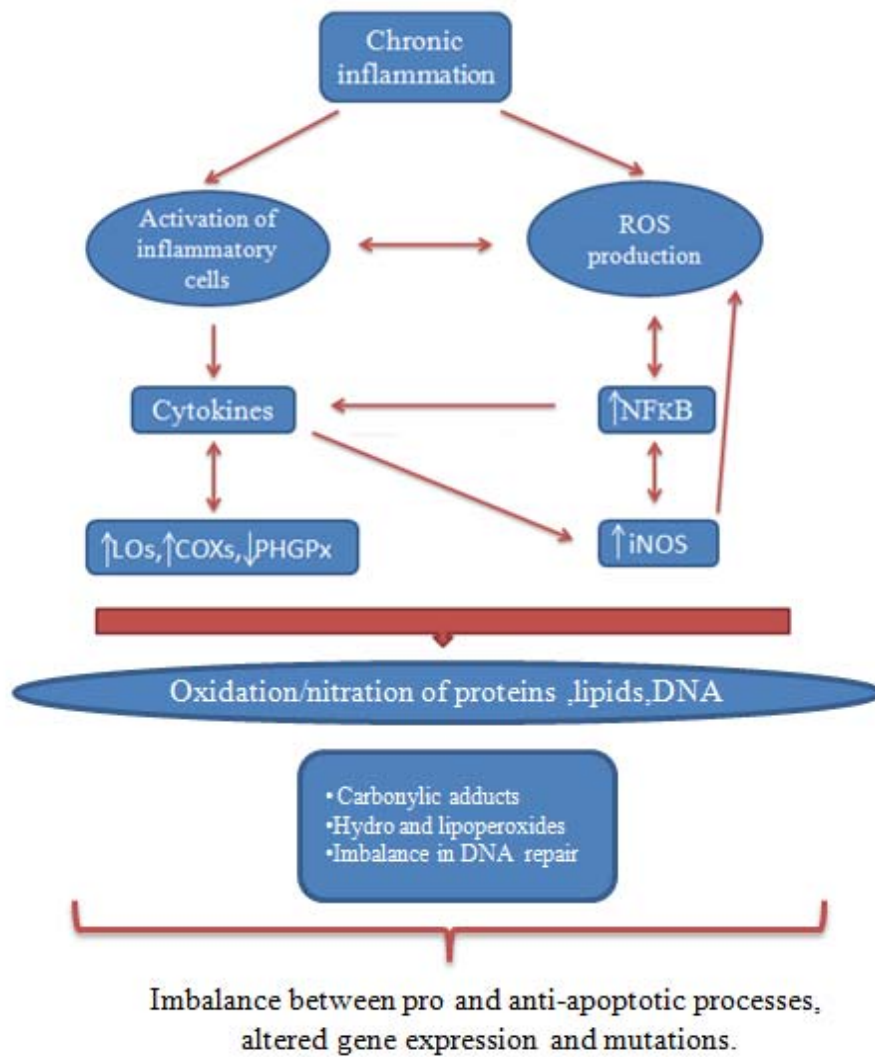 Chronic
inflammation
Activation of
inflammatory
cells
ROS
production
Cytokines
↑NFκB
↑LOs,↑COXs,↓PHGPx
↑iNOS
Oxidation/nitration of proteins ,lipids,DNA
•Carbonylic adducts
•Hydro and lipoperoxides
•Imbalance in DNA repair
Imbalance between pro and anti-apoptotic processes,
altered gene expression and mutations.